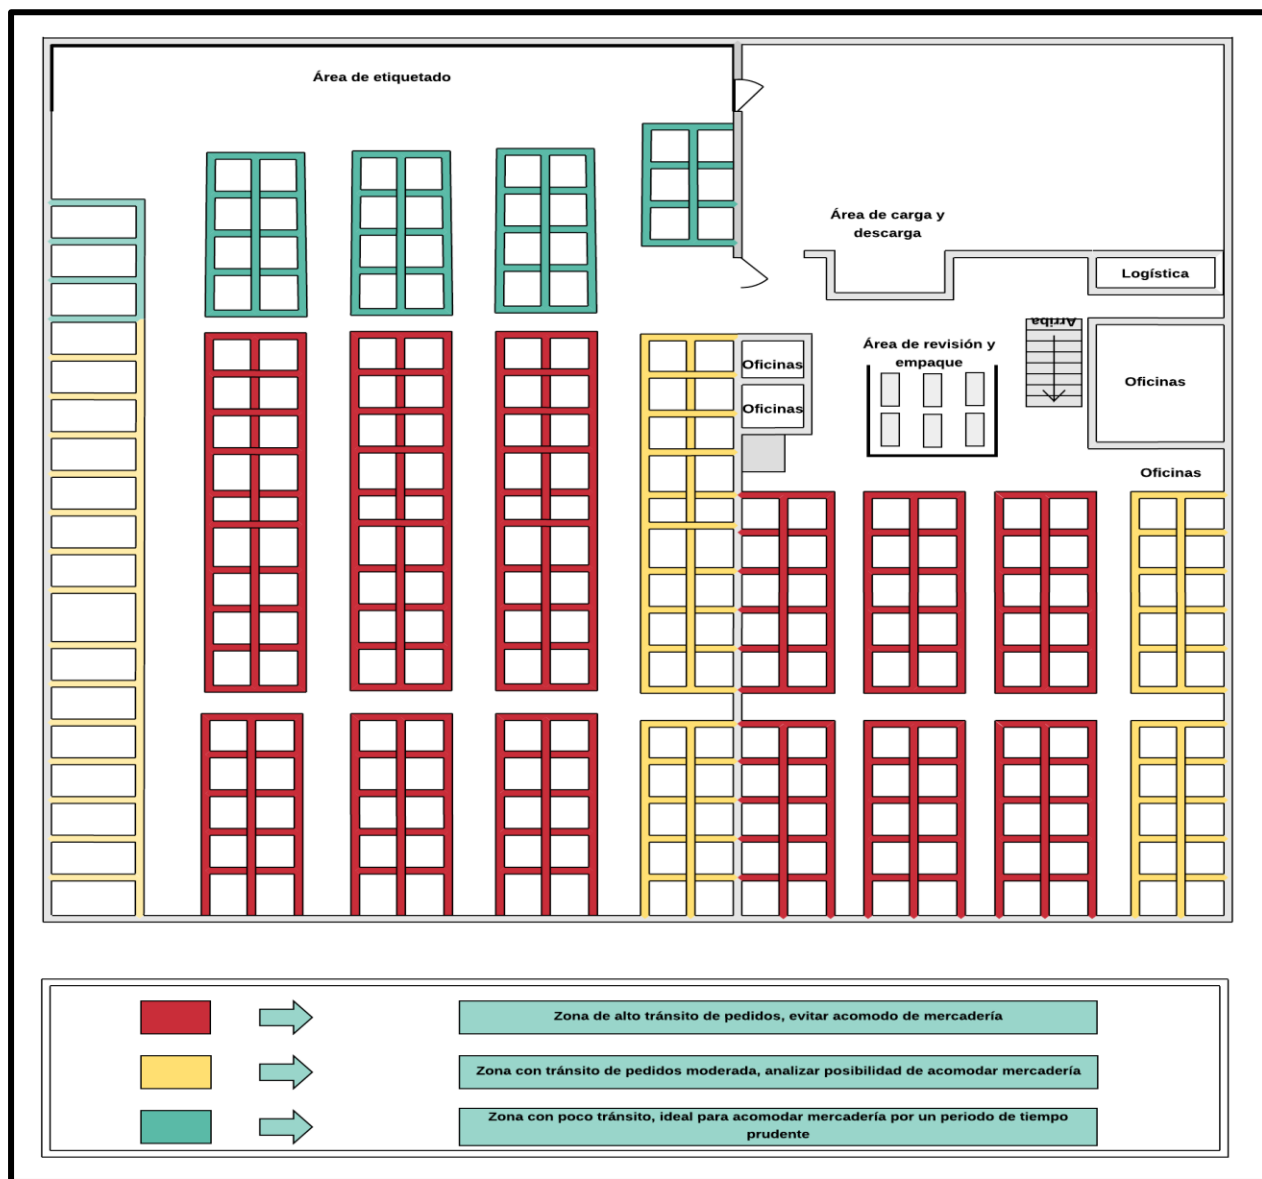 Área de etiquetado
Área de carga y
descarga
Logística
Arriba
Área de revisión y
empaque
Oficinas
Oficinas
Oficinas
Oficinas
Zona de alto tránsito de pedidos, evitar acomodo de mercadería
Zona con tránsito de pedidos moderada, analizar posibilidad de acomodar mercadería
Zona con poco tránsito, ideal para acomodar mercadería por un periodo de tiempo
prudente